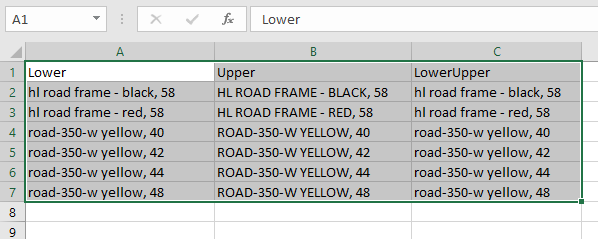 A1 Lower
A B C
1 Lower Upper LowerUpper
2 hl road frame - black, 58 HL ROAD FRAME - BLACK, 58 hl road frame - black, 58
3 hl road frame - red, 58 HL ROAD FRAME - RED, 58 hl road frame - red, 58
4 road-350-w yellow, 40 ROAD-350-W YELLOW, 40 road-350-w yellow, 40
5 road-350-w yellow, 42 ROAD-350-W YELLOW, 42 road-350-w yellow, 42
6 road-350-w yellow, 44 ROAD-350-W YELLOW, 44 road-350-w yellow, 44
7 road-350-w yellow, 48 ROAD-350-W YELLOW, 48 road-350-w yellow, 48
8
9